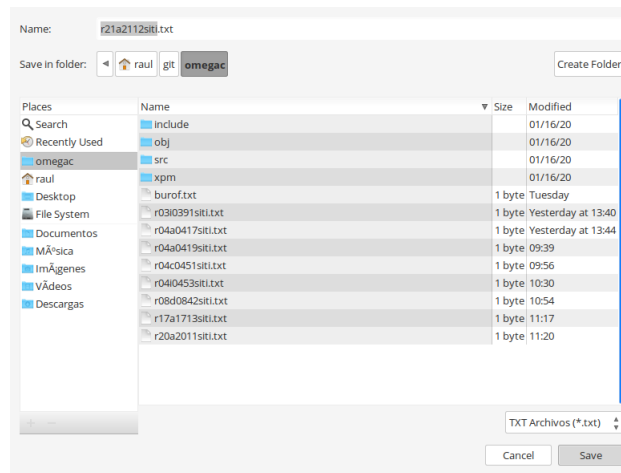 Name: r21a2112siti.txt
Save in folder: raul git omegac Create Folder
Places Name Size Modified
Search include 01/16/20
Recently Used obj 01/16/20
omegac src 01/16/20
raul xpm 01/16/20
Desktop burof.txt 1 byte Tuesday
File System r03i0391siti.txt 1 byte Yesterday at 13:40
Documentos r04a0417siti.txt 1 byte Yesterday at 13:44
MÃºsica r04a0419siti.txt 1 byte 09:39
ImÃ¡genes r04c0451siti.txt 1 byte 09:56
VÃ­deos r04i0453siti.txt 1 byte 10:30
Descargas r08d0842siti.txt 1 byte 10:54
r17a1713siti.txt 1 byte 11:17
r20a2011siti.txt 1 byte 11:20
TXT Archivos (*.txt)
Cancel Save